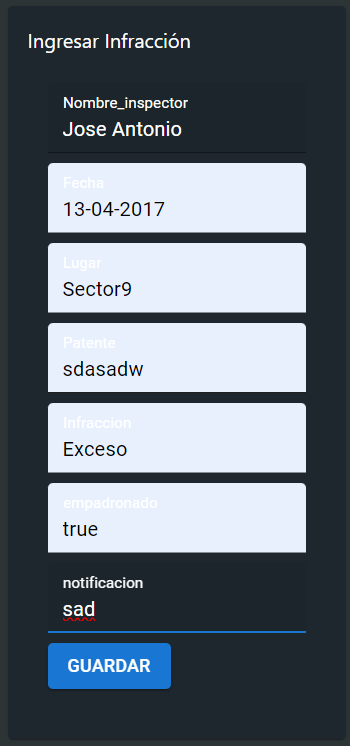 Ingresar Infracción
Nombre_inspector
Jose Antonio
Fecha
13-04-2017
Lugar
Sector9
Patente
sdasadw
Infraccion
Exceso
empadronado
true
notificacion
sad
GUARDAR